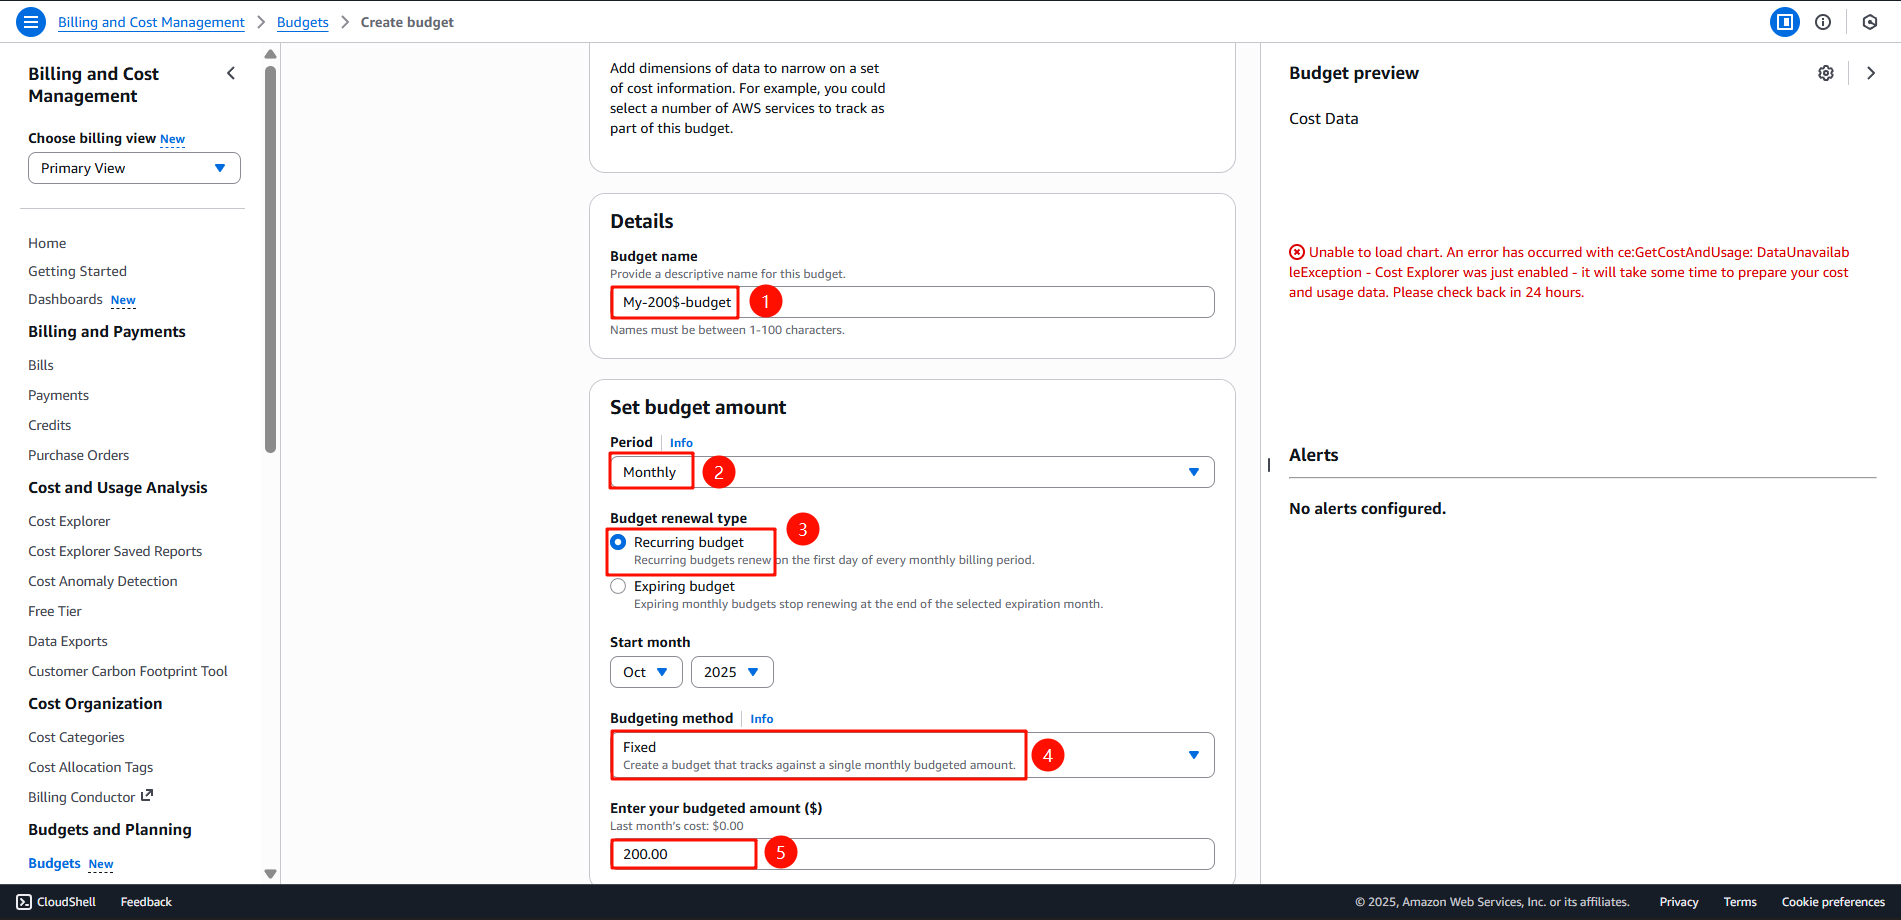 Billing and Cost Management
Budgets
Create budget
Billing and Cost
Management
Choose billing view New
Primary View
Home
Getting Started
Dashboards New
Billing and Payments
Bills
Payments
Credits
Purchase Orders
Cost and Usage Analysis
Cost Explorer
Cost Explorer Saved Reports
Cost Anomaly Detection
Free Tier
Data Exports
Customer Carbon Footprint Tool
Cost Organization
Cost Categories
Cost Allocation Tags
Billing Conductor
Budgets and Planning
Budgets New
Add dimensions of data to narrow on a set
of cost information. For example, you could
select a number of AWS services to track as
part of this budget.
Details
Budget name
Provide a descriptive name for this budget.
My-200$-budget 1
Names must be between 1-100 characters.
Set budget amount
Period Info
Monthly 2
Budget renewal type
3
Recurring budget
Recurring budgets renew on the first day of every monthly billing period.
Expiring budget
Expiring monthly budgets stop renewing at the end of the selected expiration month.
Start month
Oct 2025
Budgeting method Info
Fixed
Create a budget that tracks against a single monthly budgeted amount.
4
Enter your budgeted amount ($)
Last month's cost: $0.00
200.00 5
Budget preview
Cost Data
Unable to load chart. An error has occurred with ce:GetCostAndUsage: DataUnavailab
leException - Cost Explorer was just enabled - it will take some time to prepare your cost
and usage data. Please check back in 24 hours.
Alerts
No alerts configured.
CloudShell Feedback
© 2025, Amazon Web Services, Inc. or its affiliates. Privacy Terms Cookie preferences